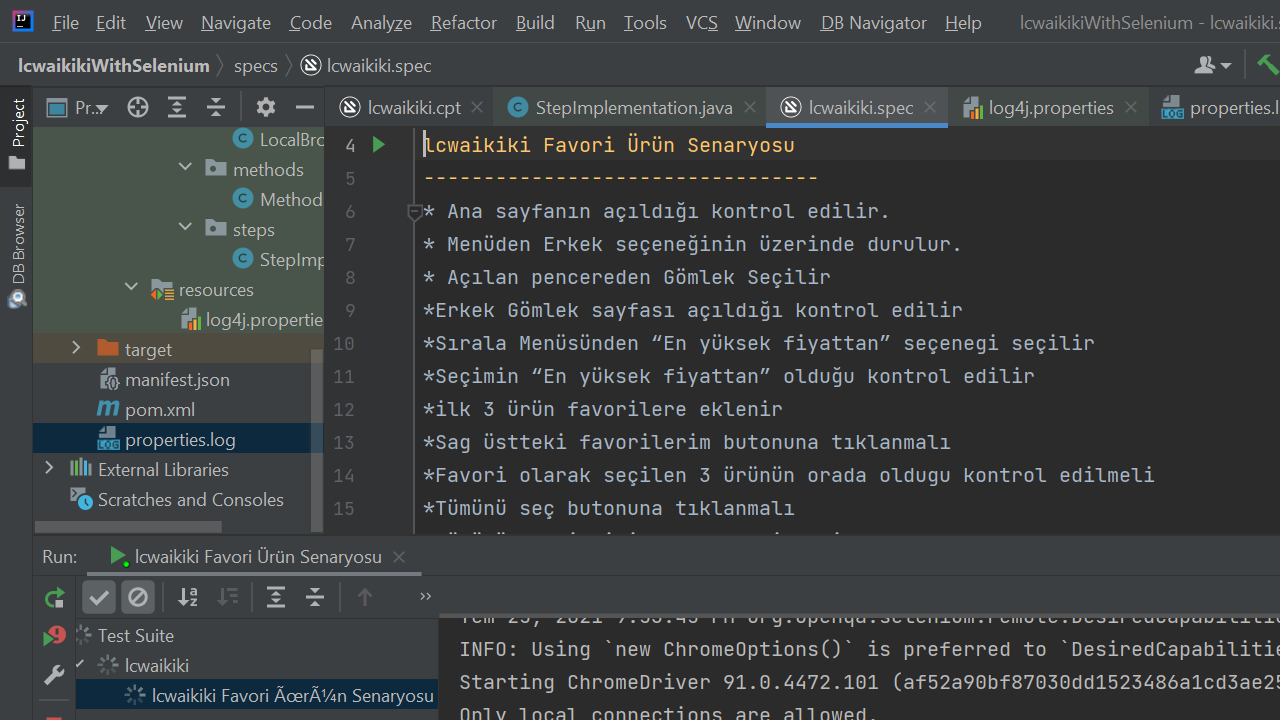 File Edit View Navigate Code Analyze Refactor Build Run Tools VCS Window DB Navigator Help lcwaikikiWithSelenium - lcwaikiki.
lcwaikikiWithSelenium specs lcwaikiki.spec
Project
DB Browser
Pr...
LocalBro
methods
Method
steps
StepImp
resources
log4j.propertie
target
manifest.json
pom.xml
properties.log
External Libraries
Scratches and Consoles
lcwaikiki.cpt StepImplementation.java lcwaikiki.spec log4j.properties properties.l
4 lcwaikiki Favori Ürün Senaryosu
5 ---------------------------------
6 * Ana sayfanın açıldığı kontrol edilir.
7 * Menüden Erkek seçeneğinin üzerinde durulur.
8 * Açılan pencereden Gömlek Seçilir
9 *Erkek Gömlek sayfası açıldığı kontrol edilir
10 *Sırala Menüsünden “En yüksek fiyattan” seçenegi seçilir
11 *Seçimin “En yüksek fiyattan” olduğu kontrol edilir
12 *ilk 3 ürün favorilere eklenir
13 *Sag üstteki favorilerim butonuna tıklanmalı
14 *Favori olarak seçilen 3 ürünün orada oldugu kontrol edilmeli
15 *Tümünü seç butonuna tıklanmalı
Run: lcwaikiki Favori Ürün Senaryosu
Test Suite
lcwaikiki
lcwaikiki Favori ÃœrÃ¼n Senaryosu
INFO: Using `new ChromeOptions()` is preferred to `DesiredCapabilitie
Starting ChromeDriver 91.0.4472.101 (af52a90bf87030dd1523486a1cd3ae25
Only local connections are allowed.